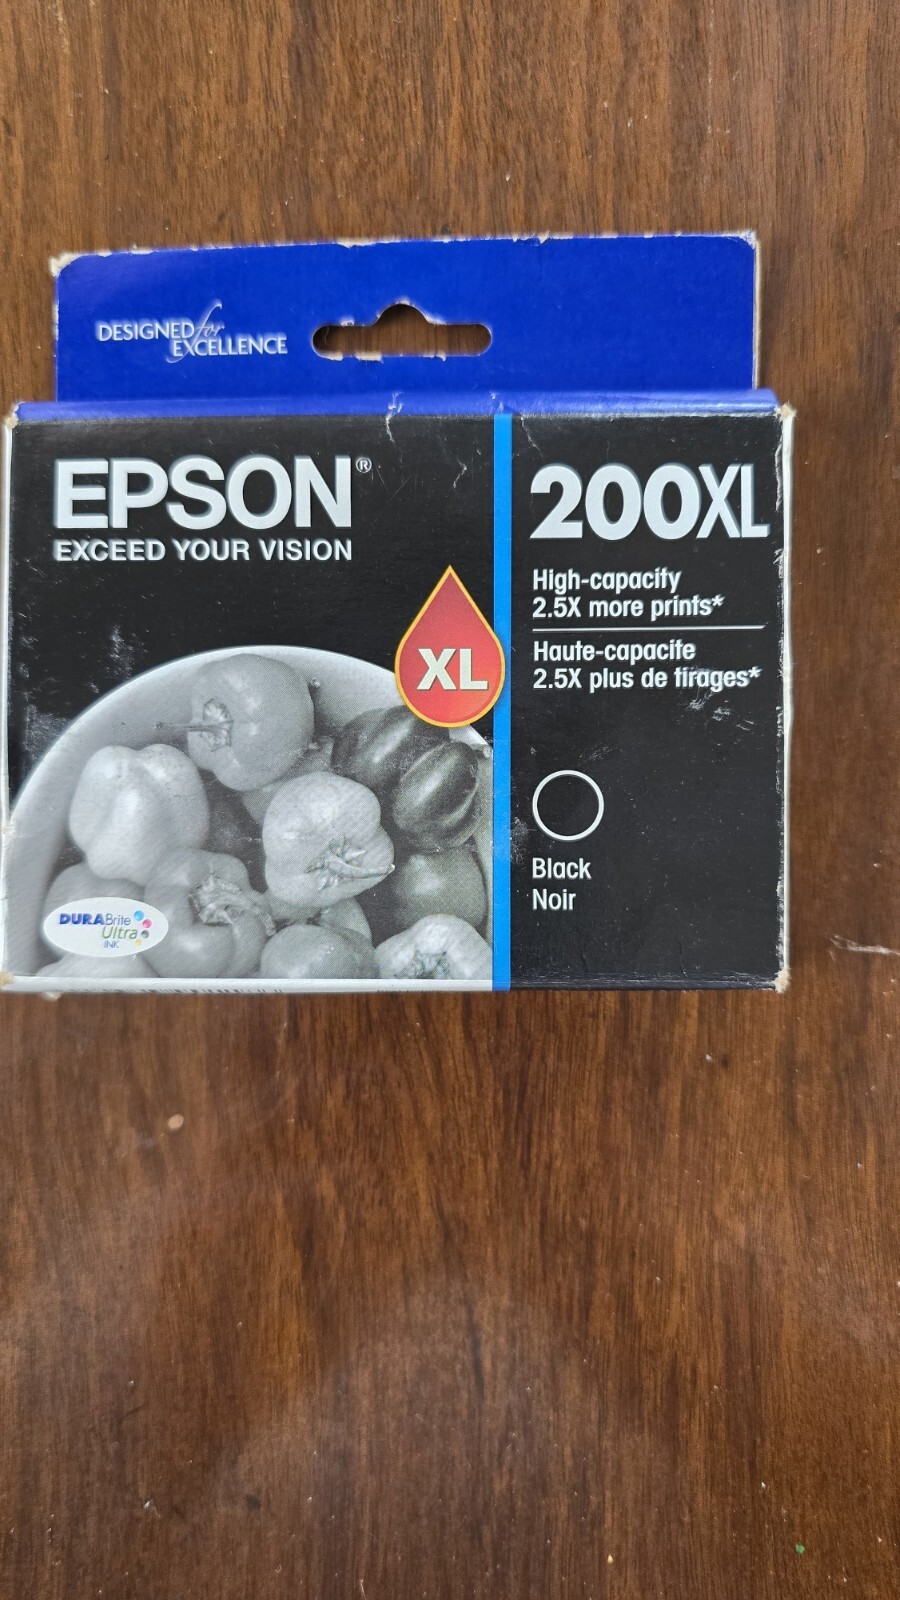 DESIGNED for
EXCELLENCE
EPSON®
EXCEED YOUR VISION
XL
DURABrite
Ultra
INK
200XL
High-capacity
2.5X more prints*
Haute-capacite
2.5X plus de tirages*
Black
Noir